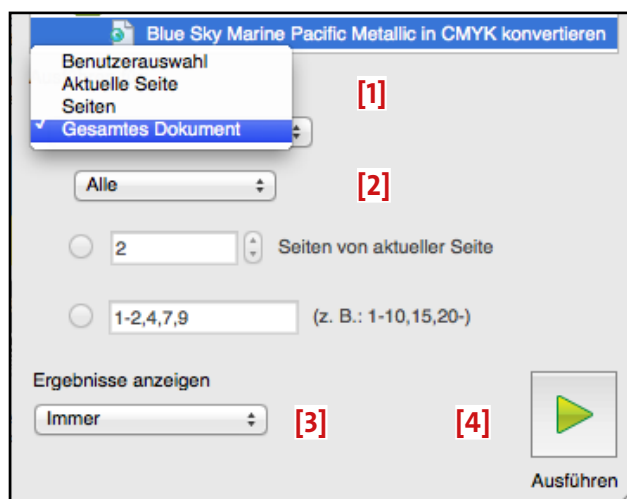 Blue Sky Marine Pacific Metallic in CMYK konvertieren
Benutzerauswahl
Aktuelle Seite
Seiten
Gesamtes Dokument
[1]
Alle
[2]
2 Seiten von aktueller Seite
1-2,4,7,9 (z. B.: 1-10,15,20-)
Ergebnisse anzeigen
Immer
[3]
[4]
Ausführen